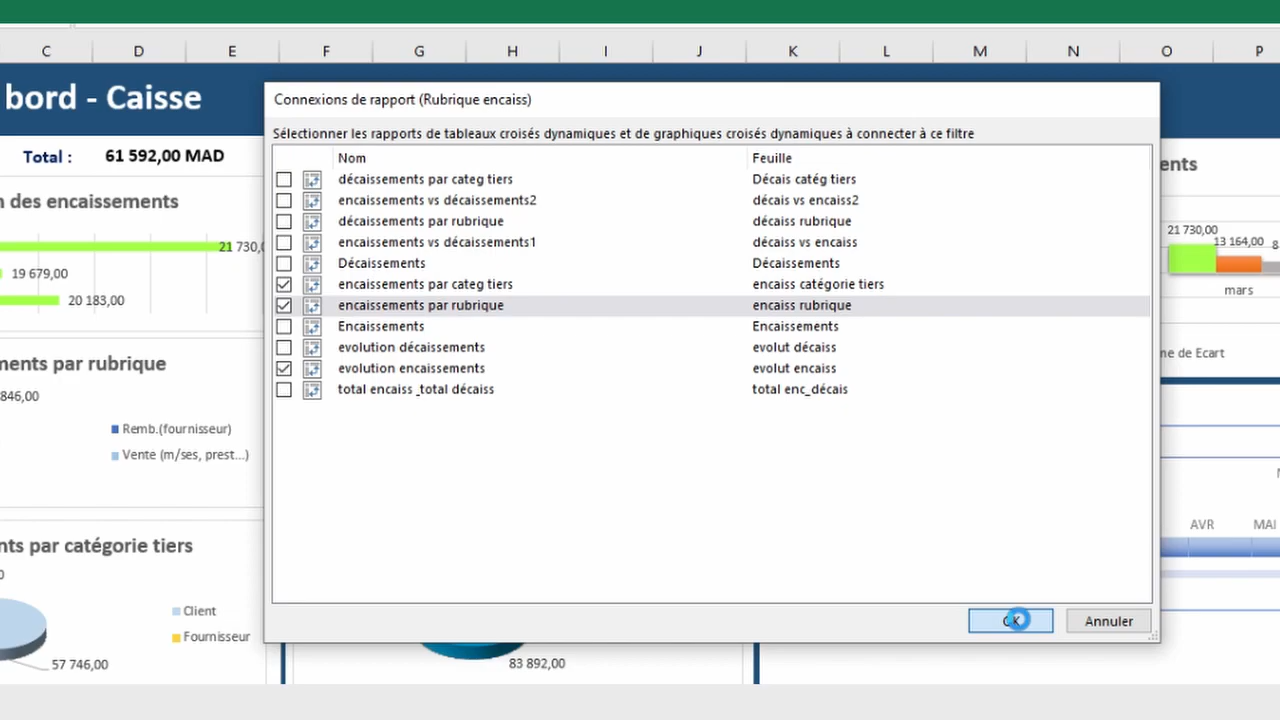 C D E F G H I J K L M N O P
bord - Caisse
Total : 61 592,00 MAD
des encaissements
21 730,
19 679,00
20 183,00
ments par rubrique
846,00
Remb.(fournisseur)
Vente (m/ses, prest...)
nts par catégorie tiers
Client
Fournisseur
57 746,00
Connexions de rapport (Rubrique encaiss)
Sélectionner les rapports de tableaux croisés dynamiques et de graphiques croisés dynamiques à connecter à ce filtre
Nom Feuille
décaissements par categ tiers Décais catég tiers
encaissements vs décaissements2 décais vs encaiss2
décaissements par rubrique décaiss rubrique
encaissements vs décaissements1 décaiss vs encaiss
Décaissements Décaissements
encaissements par categ tiers encaiss catégorie tiers
encaissements par rubrique encaiss rubrique
Encaissements Encaissements
evolution décaissements evolut décaiss
evolution encaissements evolut encaiss
total encaiss _total décaiss total enc_décais
OK Annuler
83 892,00
ents
21 730,00
13 164,00
8
mars
ne de Ecart
AVR MAI